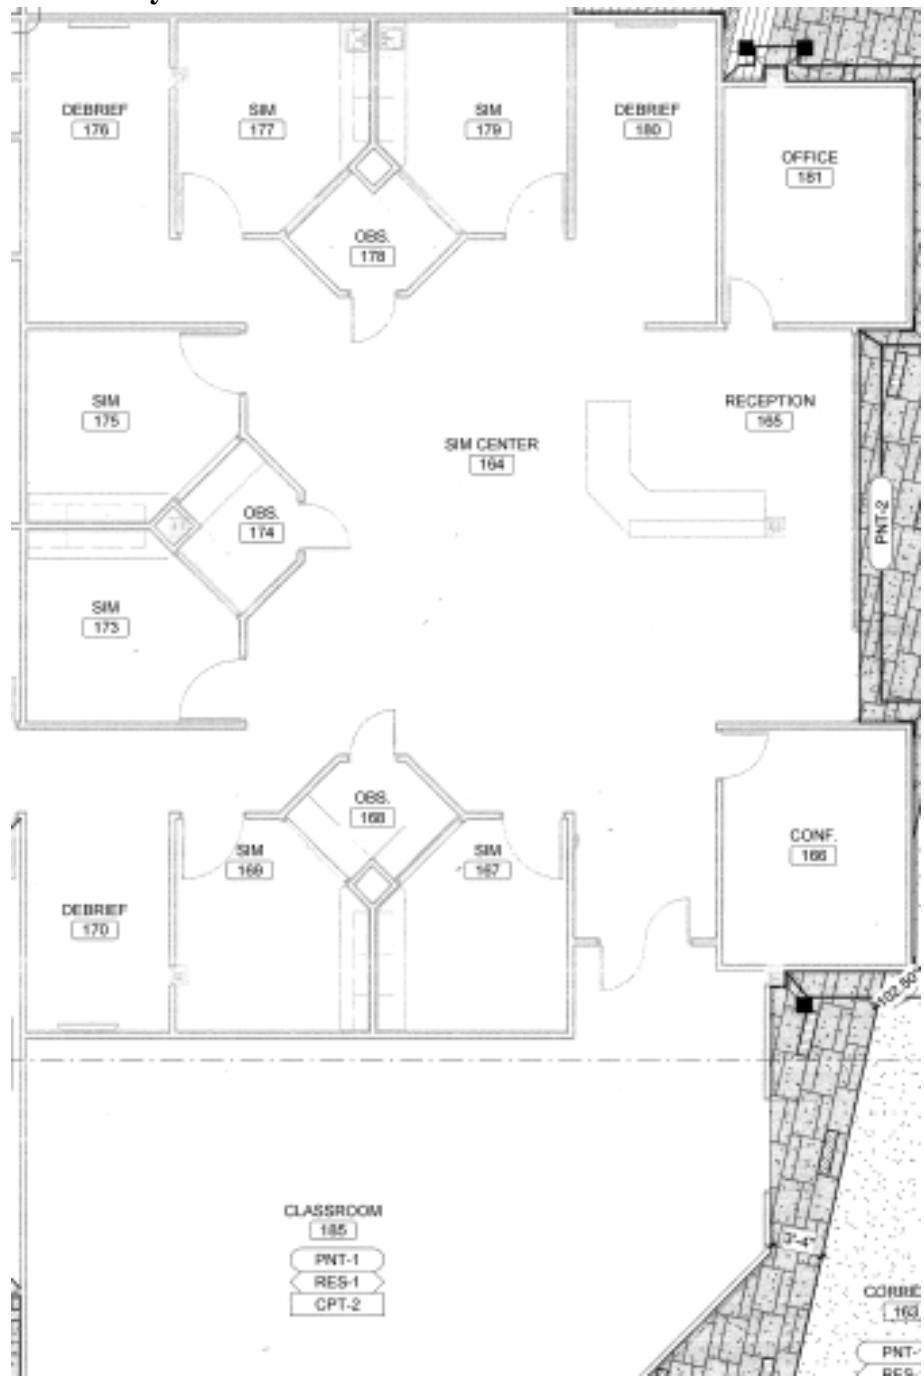 DEBRIEF
176
SIM
177
SIM
179
DEBRIEF
180
OFFICE
181
OBS.
178
SIM
175
RECEPTION
165
SIM CENTER
164
OBS.
174
PNT-2
SIM
173
OBS.
168
SIM
169
SIM
167
CONF.
166
DEBRIEF
170
102.50°
CLASSROOM
185
PNT-1
RES-1
CPT-2
3'-4"
163